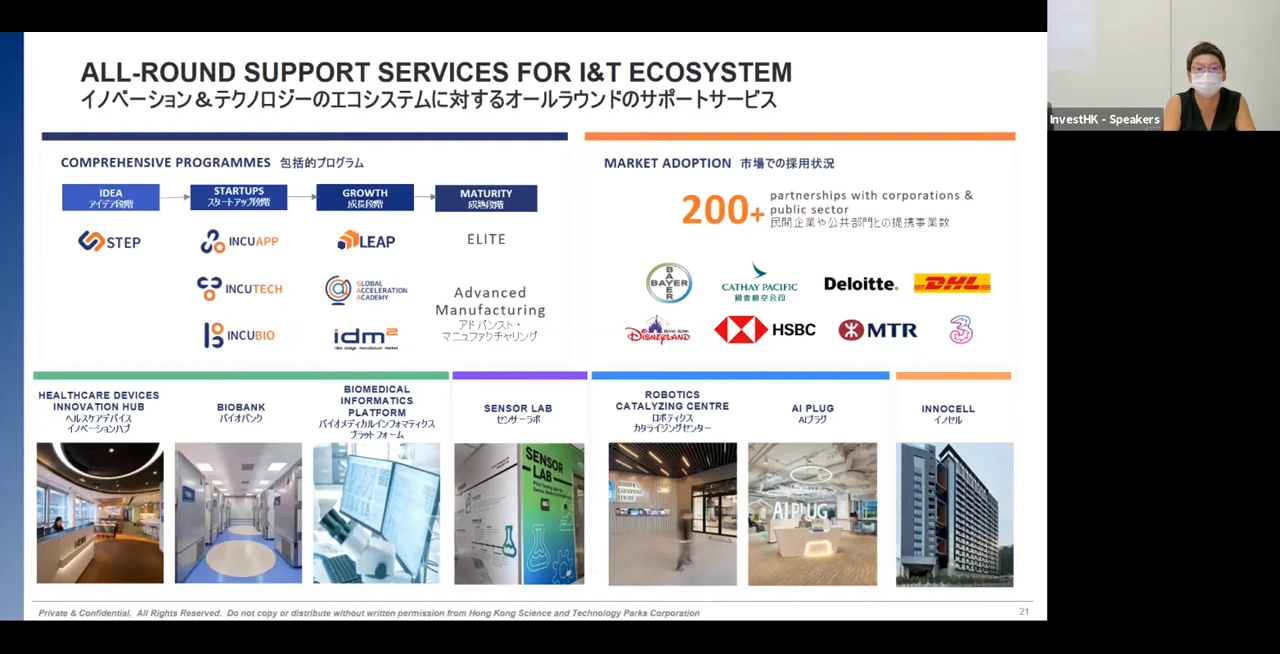 ALL-ROUND SUPPORT SERVICES FOR I&T ECOSYSTEM
イノベーション＆テクノロジーのエコシステムに対するオールラウンドのサポートサービス
InvestHK - Speakers
COMPREHENSIVE PROGRAMMES 包括的プログラム
IDEA
アイデア段階
STARTUPS
スタートアップ段階
GROWTH
成長段階
MATURITY
成熟段階
STEP
INCUAPP
LEAP
ELITE
INCUTECH
GLOBAL
ACCELERATION
ACADEMY
Advanced
Manufacturing
アドバンスト・
マニュファクチャリング
INCUBIO
idm²
idea design manufacture market
MARKET ADOPTION 市場での採用状況
200+
partnerships with corporations &
public sector
民間企業や公共部門との提携事業数
BAYER
BAYER
CATHAY PACIFIC
國泰航空公司
Deloitte.
DHL
HONG KONG
DISNEYLAND
HSBC
MTR
3
HEALTHCARE DEVICES
INNOVATION HUB
ヘルスケアデバイス
イノベーションハブ
BIOBANK
バイオバンク
BIOMEDICAL
INFORMATICS
PLATFORM
バイオメディカルインフォマティクス
プラットフォーム
SENSOR LAB
センサーラボ
ROBOTICS
CATALYZING CENTRE
ロボティクス
カタライジングセンター
AI PLUG
AIプラグ
INNOCELL
イノセル
SENSOR
LAB
ROBOTICS
CATALYSING
CENTRE
AI PLUG
Private & Confidential. All Rights Reserved. Do not copy or distribute without written permission from Hong Kong Science and Technology Parks Corporation
21